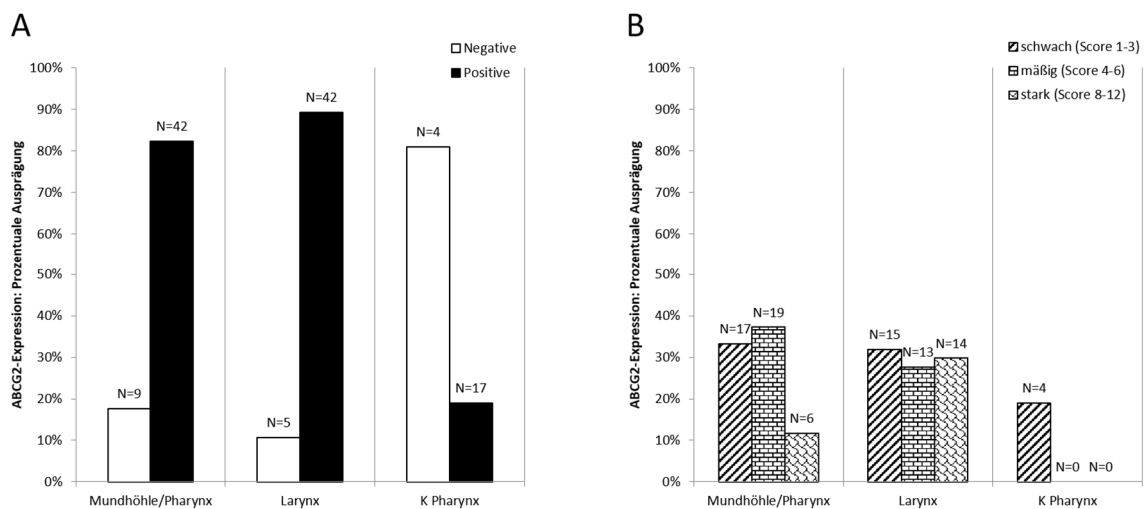 A
Negative
Positive
ABCG2-Expression: Prozentuale Ausprägung
100%
90%
80%
70%
60%
50%
40%
30%
20%
10%
0%
N=9
N=42
N=5
N=42
N=4
N=17
Mundhöhle/Pharynx
Larynx
K Pharynx
B
schwach (Score 1-3)
mäßig (Score 4-6)
stark (Score 8-12)
ABCG2-Expression: Prozentuale Ausprägung
100%
90%
80%
70%
60%
50%
40%
30%
20%
10%
0%
N=17
N=19
N=6
N=15
N=13
N=14
N=4
N=0
N=0
Mundhöhle/Pharynx
Larynx
K Pharynx